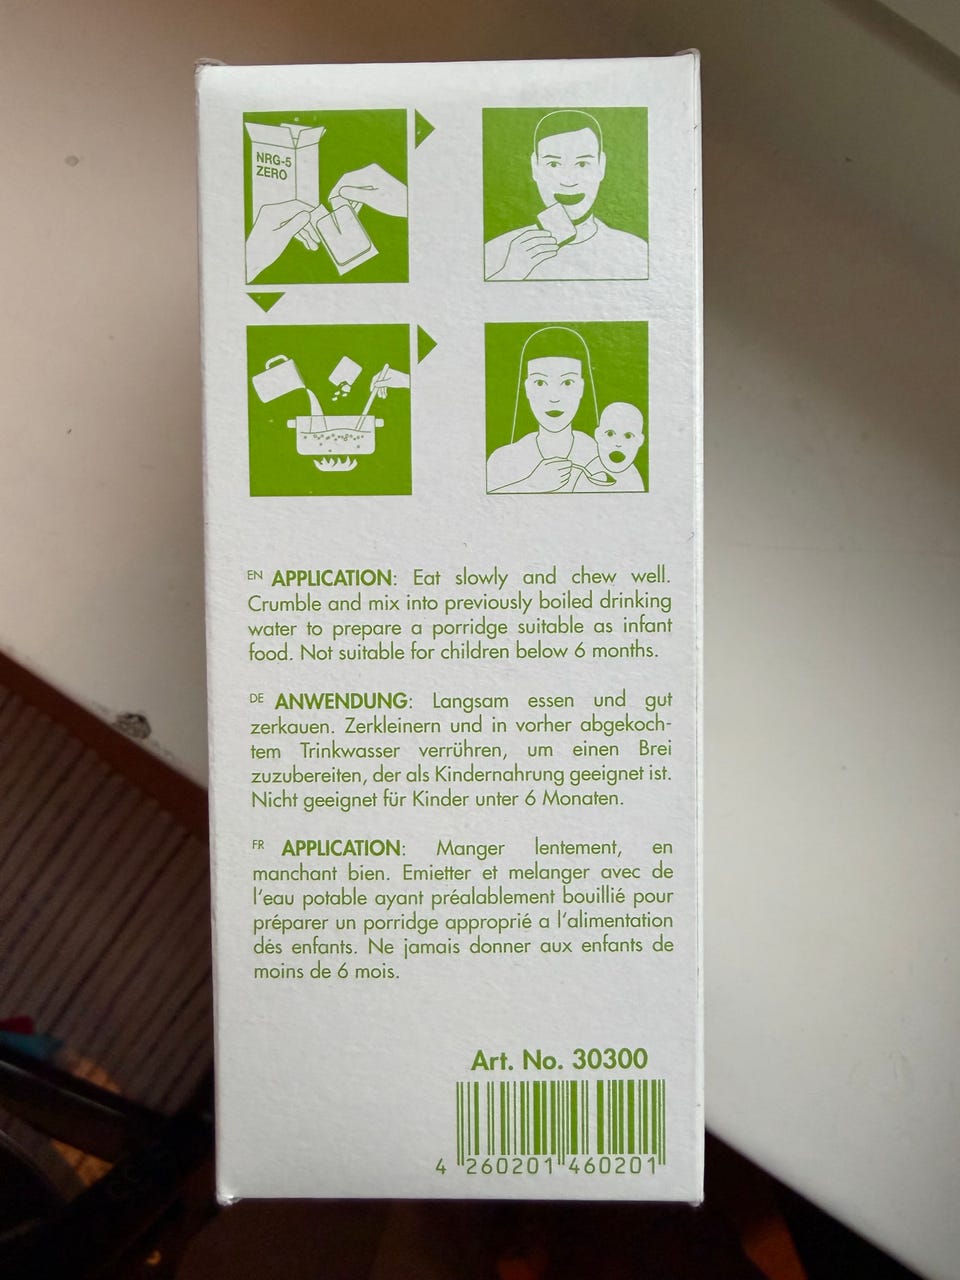 NRG-5
ZERO
EN APPLICATION: Eat slowly and chew well.
Crumble and mix into previously boiled drinking
water to prepare a porridge suitable as infant
food. Not suitable for children below 6 months.
DE ANWENDUNG: Langsam essen und gut
zerkauen. Zerkleinern und in vorher abgekoch-
tem Trinkwasser verrühren, um einen Brei
zuzubereiten, der als Kindernahrung geeignet ist.
Nicht geeignet für Kinder unter 6 Monaten.
FR APPLICATION: Manger lentement, en
manchant bien. Emietter et melanger avec de
l'eau potable ayant préalablement bouillié pour
préparer un porridge approprié a l'alimentation
dés enfants. Ne jamais donner aux enfants de
moins de 6 mois.
Art. No. 30300
4 260201 460201